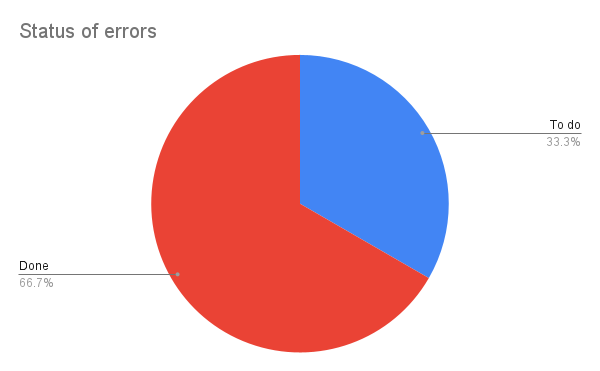 Status of errors
To do
33.3%
Done
66.7%